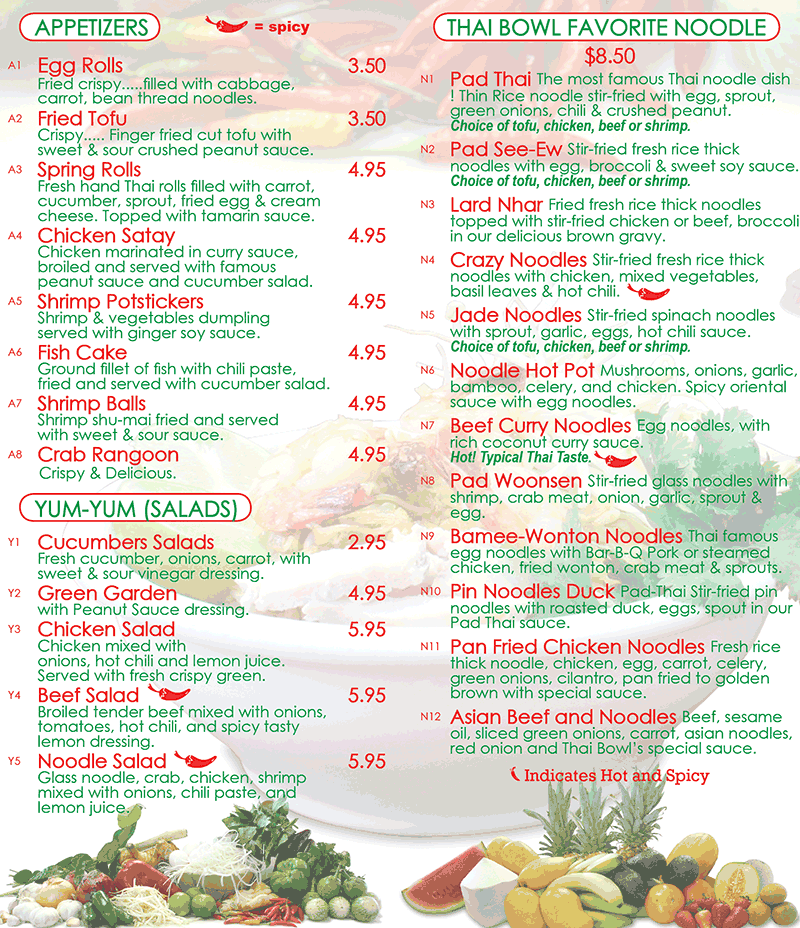 APPETIZERS
= spicy
A1 Egg Rolls 3.50
Fried crispy.....filled with cabbage,
carrot, bean thread noodles.
A2 Fried Tofu 3.50
Crispy..... Finger fried cut tofu with
sweet & sour crushed peanut sauce.
A3 Spring Rolls 4.95
Fresh hand Thai rolls filled with carrot,
cucumber, sprout, fried egg & cream
cheese. Topped with tamarin sauce.
A4 Chicken Satay 4.95
Chicken marinated in curry sauce,
broiled and served with famous
peanut sauce and cucumber salad.
A5 Shrimp Potstickers 4.95
Shrimp & vegetables dumpling
served with ginger soy sauce.
A6 Fish Cake 4.95
Ground fillet of fish with chili paste,
fried and served with cucumber salad.
A7 Shrimp Balls 4.95
Shrimp shu-mai fried and served
with sweet & sour sauce.
A8 Crab Rangoon 4.95
Crispy & Delicious.
YUM-YUM (SALADS)
Y1 Cucumbers Salads 2.95
Fresh cucumber, onions, carrot, with
sweet & sour vinegar dressing.
Y2 Green Garden 4.95
with Peanut Sauce dressing.
Y3 Chicken Salad 5.95
Chicken mixed with
onions, hot chili and lemon juice.
Served with fresh crispy green.
Y4 Beef Salad 5.95
Broiled tender beef mixed with onions,
tomatoes, hot chili, and spicy tasty
lemon dressing.
Y5 Noodle Salad 5.95
Glass noodle, crab, chicken, shrimp
mixed with onions, chili paste, and
lemon juice.
THAI BOWL FAVORITE NOODLE
$8.50
N1 Pad Thai The most famous Thai noodle dish
! Thin Rice noodle stir-fried with egg, sprout,
green onions, chili & crushed peanut.
Choice of tofu, chicken, beef or shrimp.
N2 Pad See-Ew Stir-fried fresh rice thick
noodles with egg, broccoli & sweet soy sauce.
Choice of tofu, chicken, beef or shrimp.
N3 Lard Nhar Fried fresh rice thick noodles
topped with stir-fried chicken or beef, broccoli
in our delicious brown gravy.
N4 Crazy Noodles Stir-fried fresh rice thick
noodles with chicken, mixed vegetables,
basil leaves & hot chili.
N5 Jade Noodles Stir-fried spinach noodles
with sprout, garlic, eggs, hot chili sauce.
Choice of tofu, chicken, beef or shrimp.
N6 Noodle Hot Pot Mushrooms, onions, garlic,
bamboo, celery, and chicken. Spicy oriental
sauce with egg noodles.
N7 Beef Curry Noodles Egg noodles, with
rich coconut curry sauce.
Hot! Typical Thai Taste.
N8 Pad Woonsen Stir-fried glass noodles with
shrimp, crab meat, onion, garlic, sprout &
egg.
N9 Bamee-Wonton Noodles Thai famous
egg noodles with Bar-B-Q Pork or steamed
chicken, fried wonton, crab meat & sprouts.
N10 Pin Noodles Duck Pad-Thai Stir-fried pin
noodles with roasted duck, eggs, spout in our
Pad Thai sauce.
N11 Pan Fried Chicken Noodles Fresh rice
thick noodle, chicken, egg, carrot, celery,
green onions, cilantro, pan fried to golden
brown with special sauce.
N12 Asian Beef and Noodles Beef, sesame
oil, sliced green onions, carrot, asian noodles,
red onion and Thai Bowl's special sauce.
Indicates Hot and Spicy